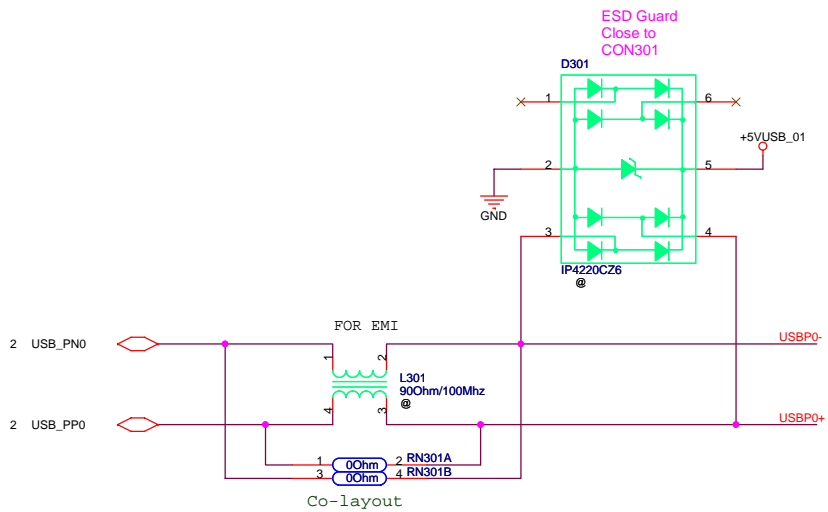 ESD Guard
Close to
CON301
D301
1
6
+5VUSB_01
2
5
GND
3
4
IP4220CZ6
@
FOR EMI
2 USB_PN0
USBP0-
1
2
L301
90Ohm/100Mhz
@
4
3
2 USB_PP0
USBP0+
1 0Ohm 2 RN301A
3 0Ohm 4 RN301B
Co-layout